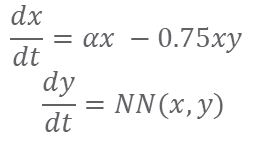 dx/dt = αx − 0.75xy
dy/dt = NN(x, y)